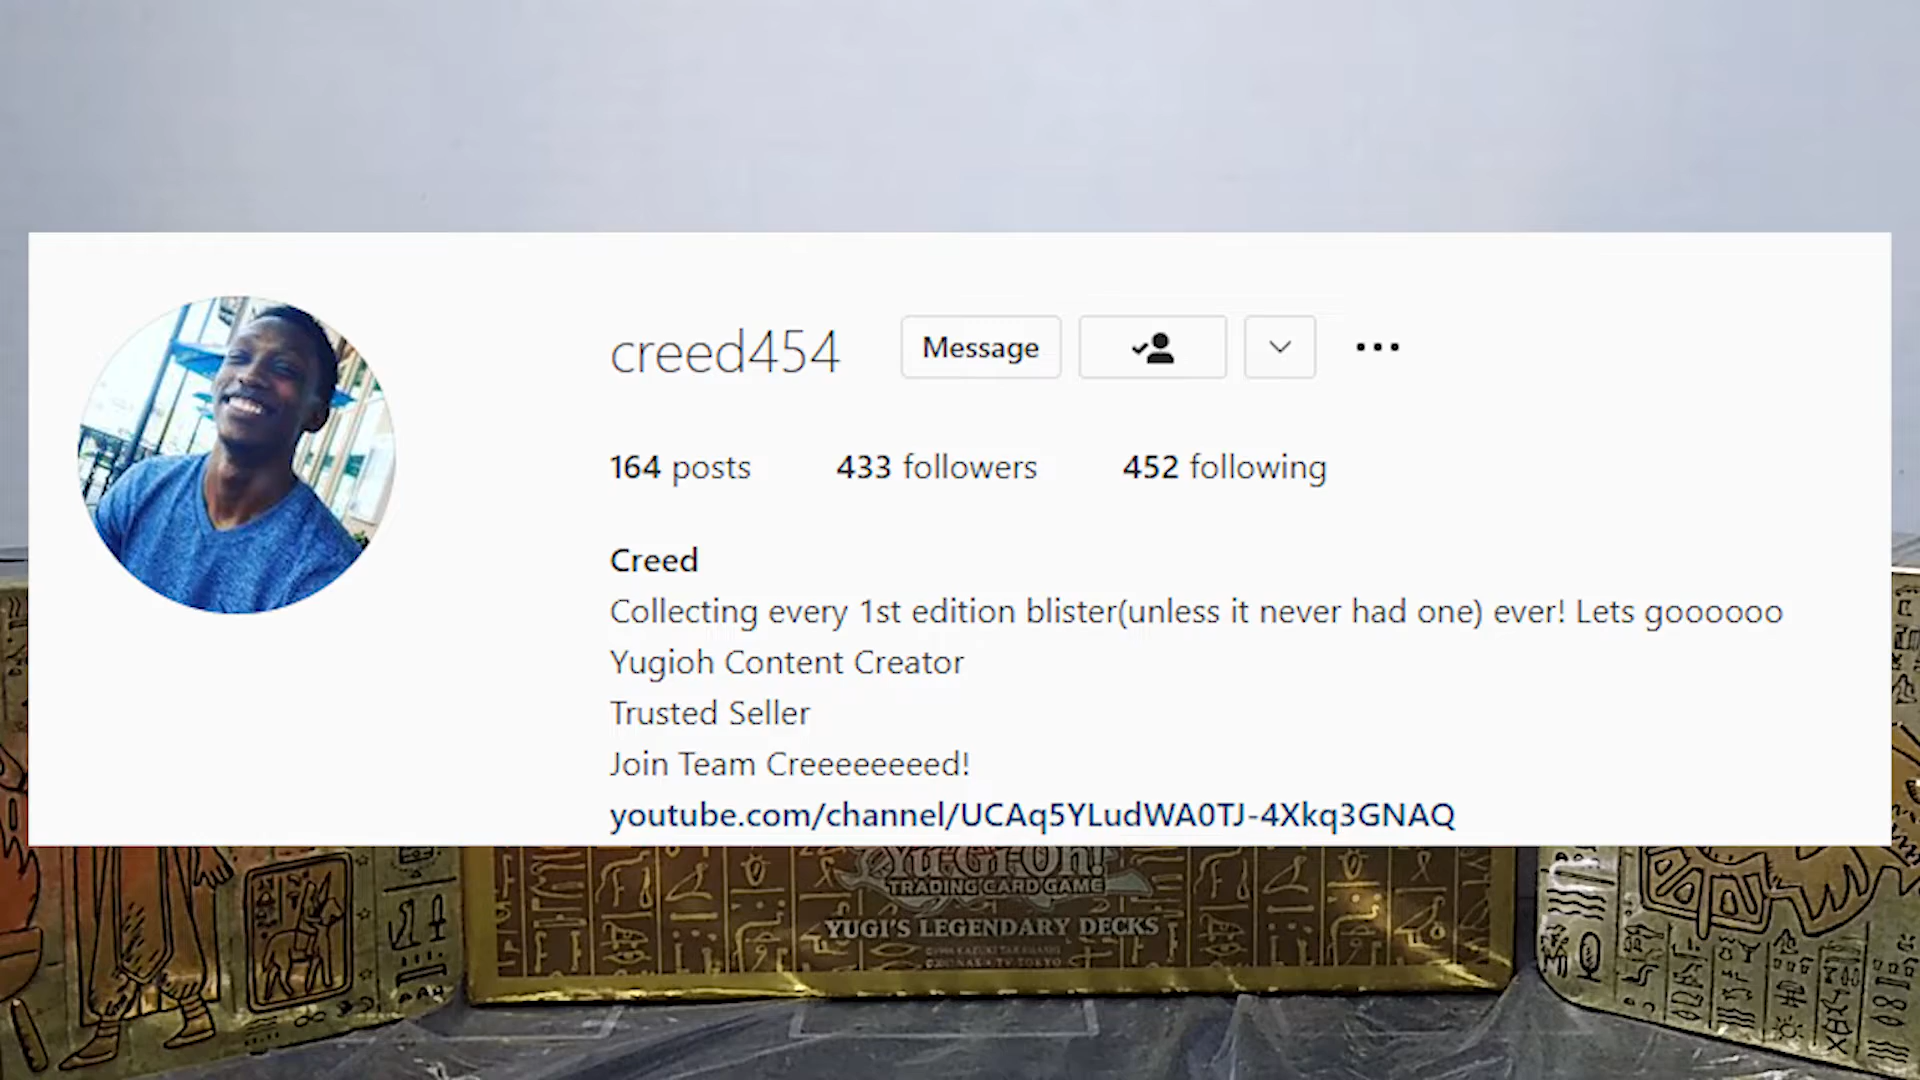 creed454
Message
164 posts 433 followers 452 following
Creed
Collecting every 1st edition blister(unless it never had one) ever! Lets goooooo
Yugioh Content Creator
Trusted Seller
Join Team Creeeeeeeed!
youtube.com/channel/UCAq5YLudWA0TJ-4Xkq3GNAQ
Yu-Gi-Oh!
TRADING CARD GAME
YUGI'S LEGENDARY DECKS